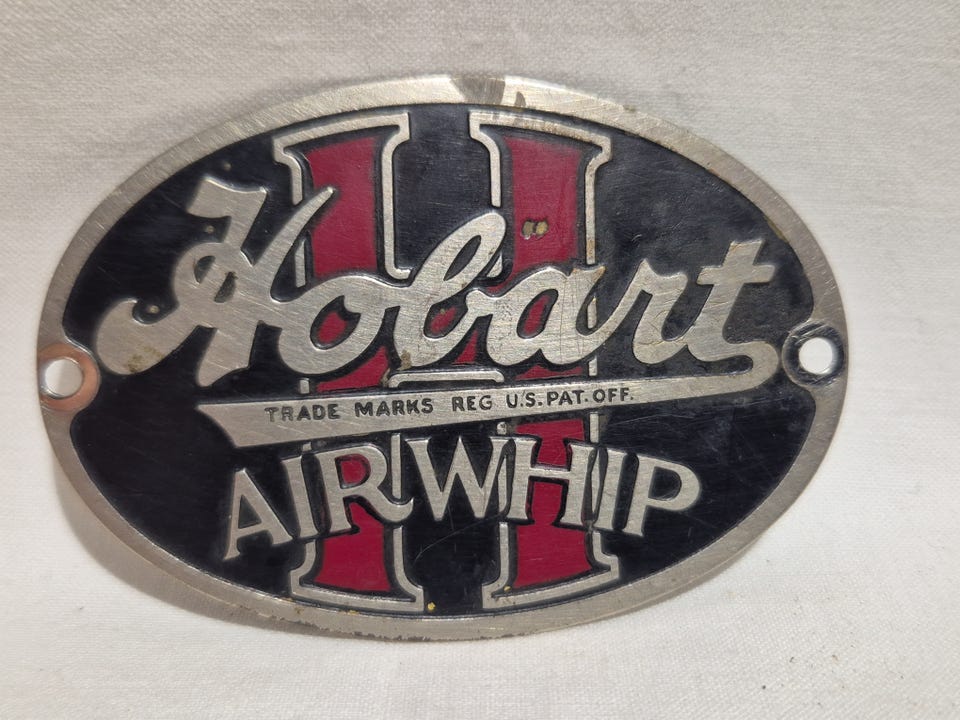 H
Hobart
TRADE MARKS REG U.S. PAT. OFF.
AIRWHIP